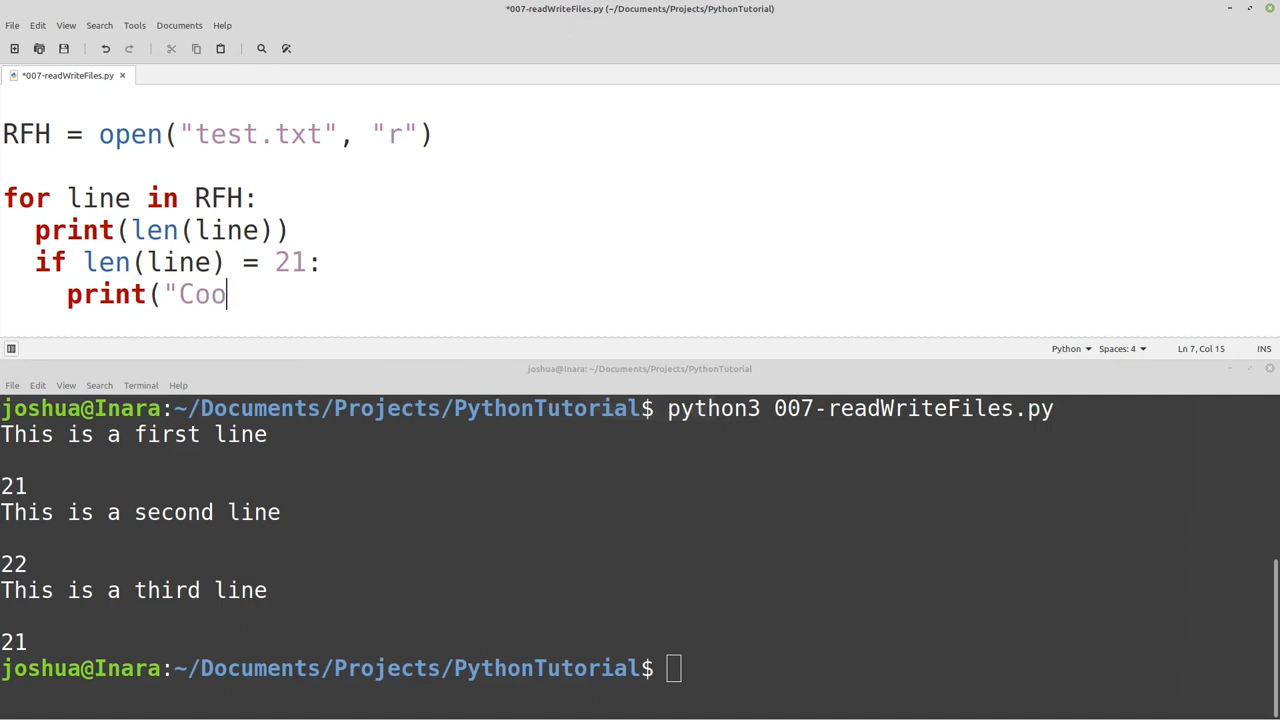 *007-readWriteFiles.py (~/Documents/Projects/PythonTutorial)
File Edit View Search Tools Documents Help
*007-readWriteFiles.py ×
RFH = open("test.txt", "r")
for line in RFH:
  print(len(line))
  if len(line) = 21:
    print("Coo
Python Spaces: 4 Ln 7, Col 15 INS
joshua@Inara: ~/Documents/Projects/PythonTutorial
File Edit View Search Terminal Help
joshua@Inara:~/Documents/Projects/PythonTutorial$ python3 007-readWriteFiles.py
This is a first line
21
This is a second line
22
This is a third line
21
joshua@Inara:~/Documents/Projects/PythonTutorial$